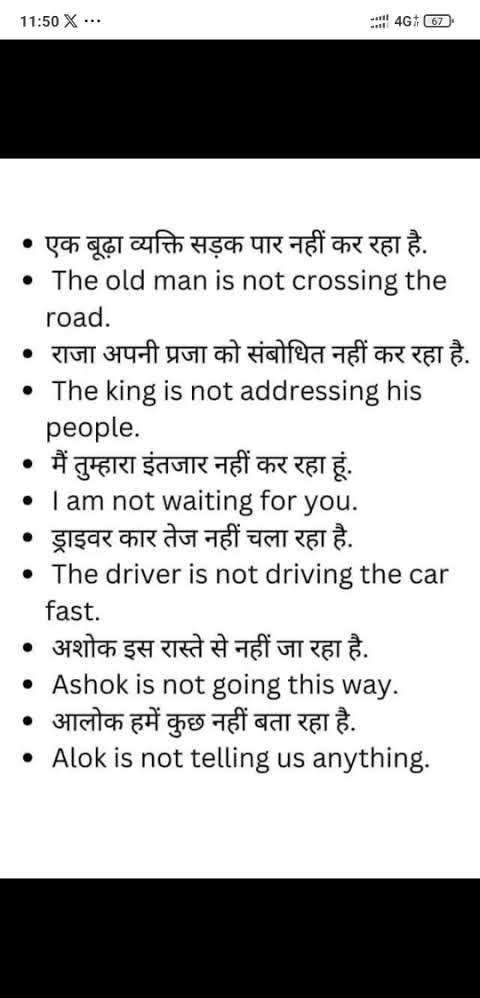 11:50 X ...
4G 67
• एक बूढ़ा व्यक्ति सड़क पार नहीं कर रहा है.
• The old man is not crossing the
road.
• राजा अपनी प्रजा को संबोधित नहीं कर रहा है.
• The king is not addressing his
people.
• मैं तुम्हारा इंतजार नहीं कर रहा हूं.
• I am not waiting for you.
• ड्राइवर कार तेज नहीं चला रहा है.
• The driver is not driving the car
fast.
• अशोक इस रास्ते से नहीं जा रहा है.
• Ashok is not going this way.
• आलोक हमें कुछ नहीं बता रहा है.
• Alok is not telling us anything.